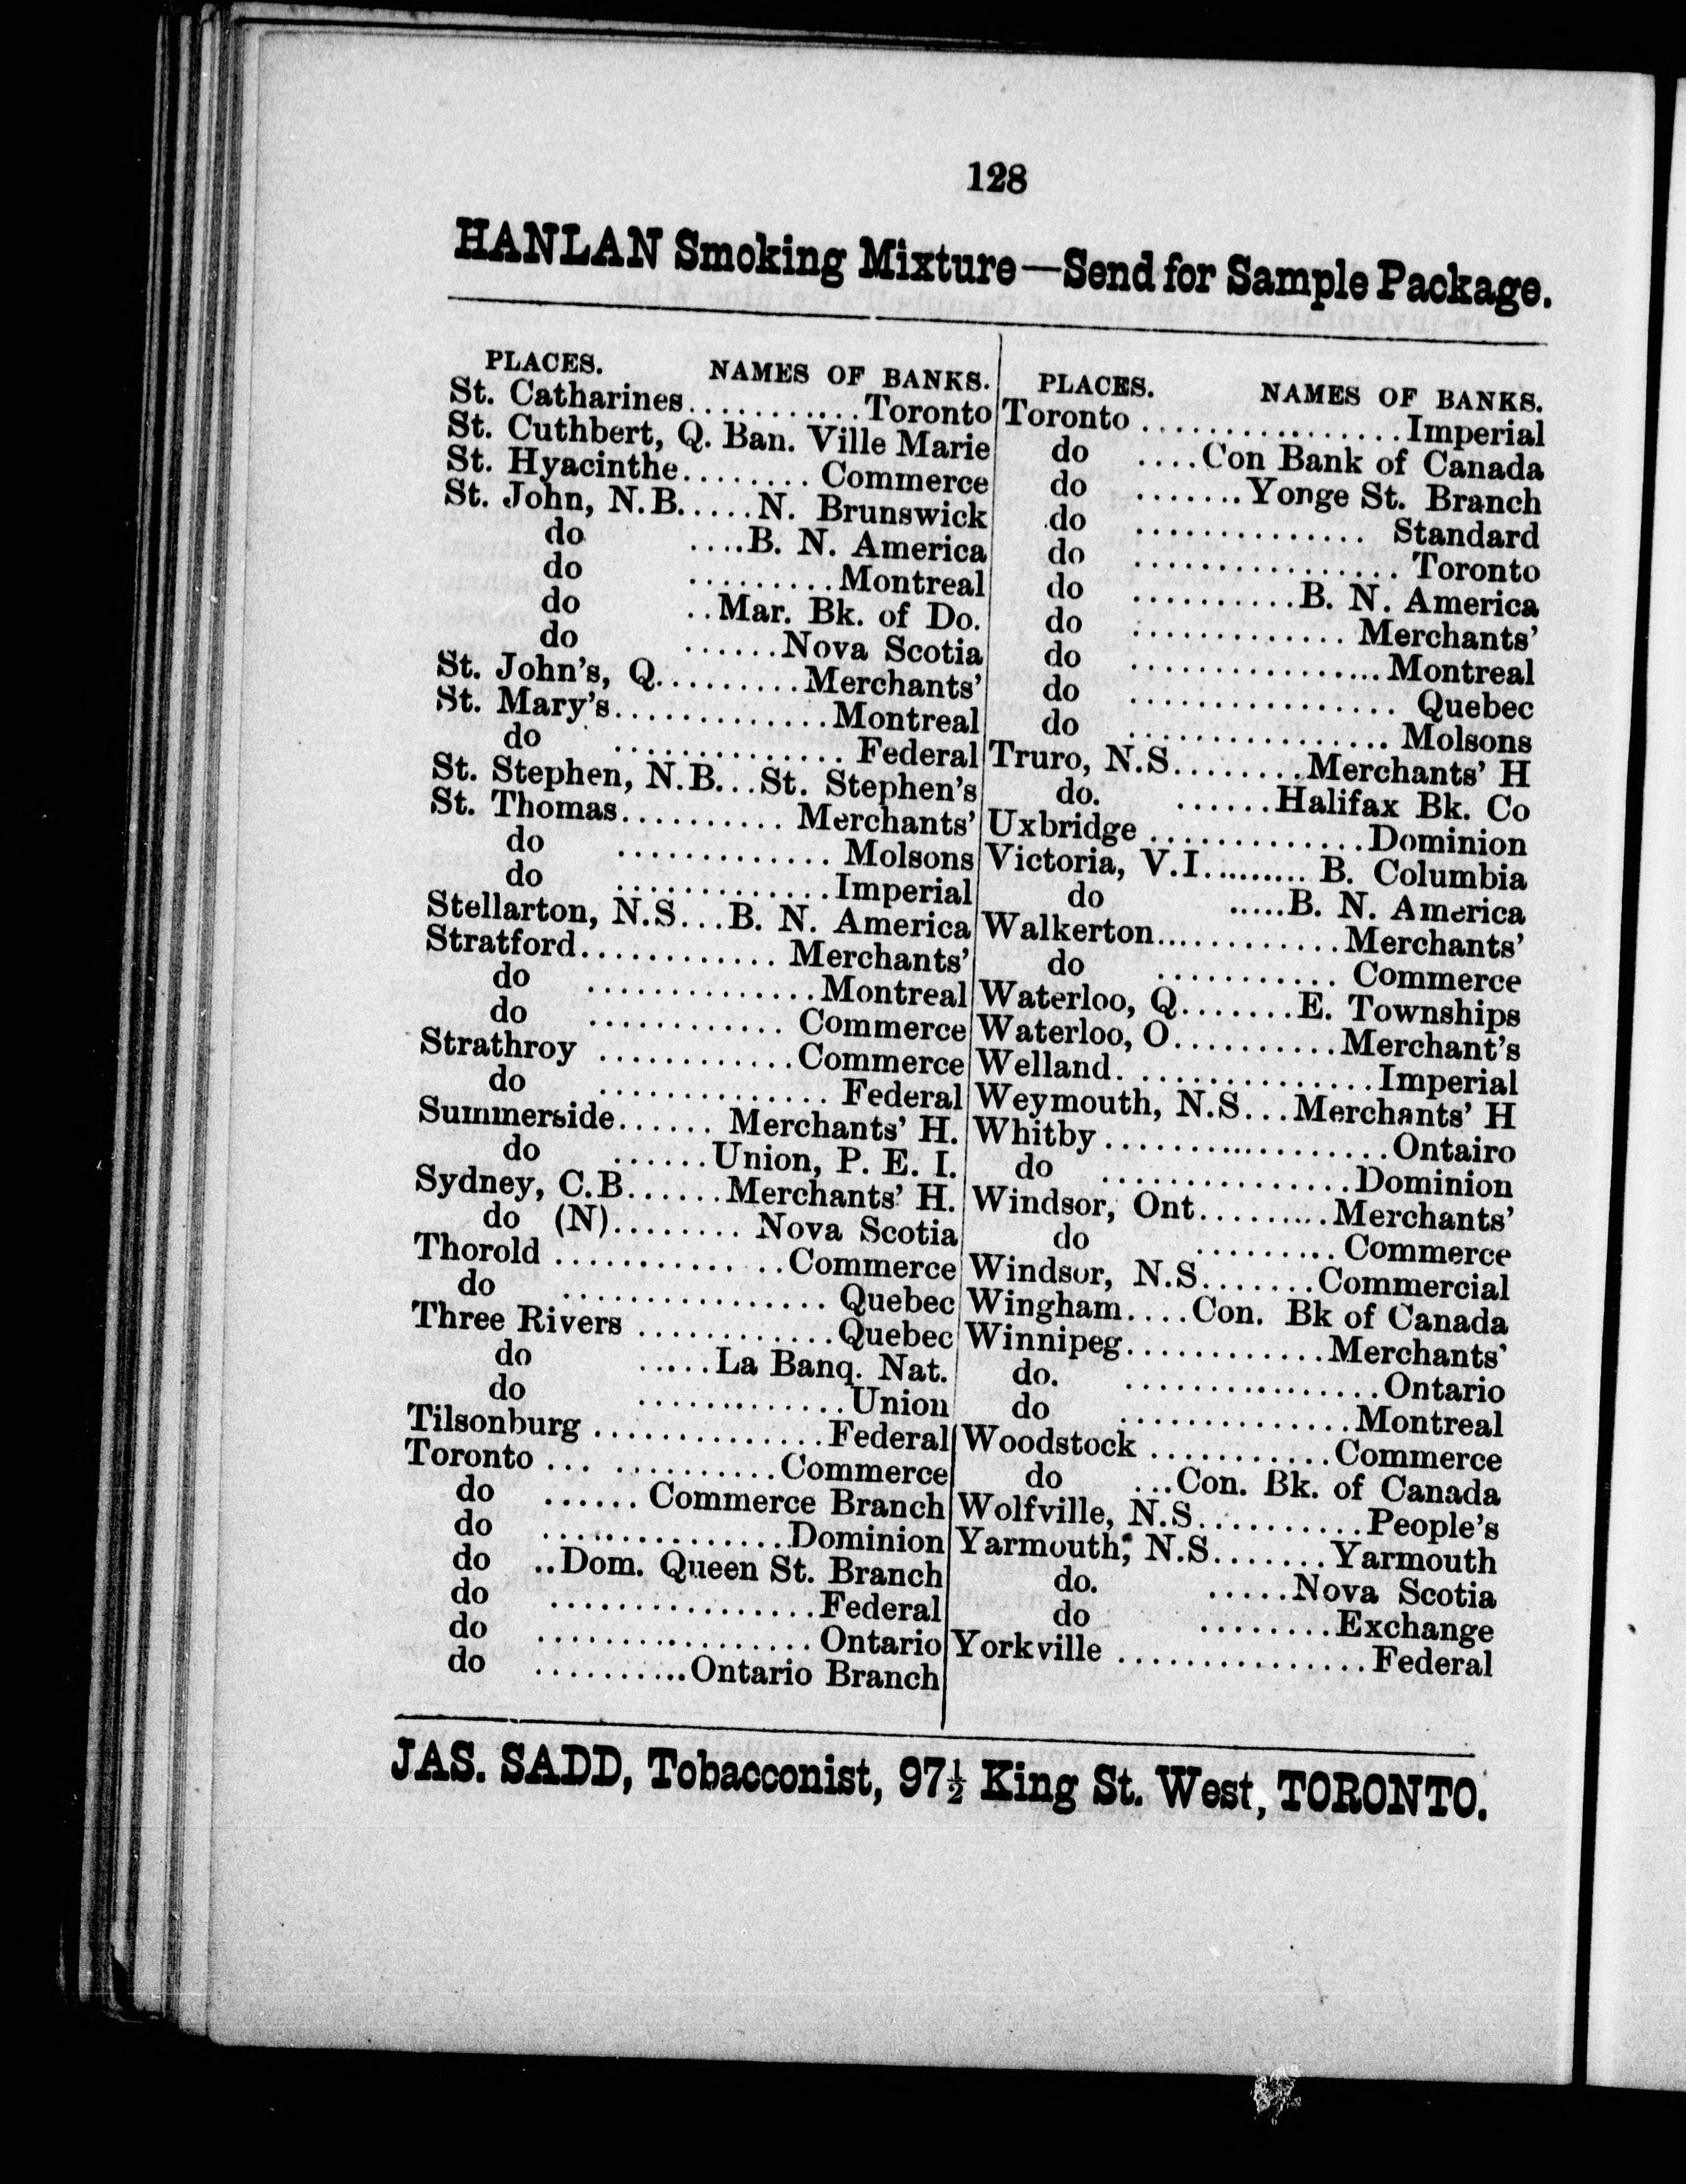 128
HANLAN Smoking Mixture—Send for Sample Package.
PLACES. NAMES OF BANKS.
St. Catharines...........Toronto
St. Cuthbert, Q. Ban. Ville Marie
St. Hyacinthe........ Commerce
St. John, N.B.....N. Brunswick
do ....B. N. America
do .........Montreal
do ..Mar. Bk. of Do.
do ......Nova Scotia
St. John's, Q.........Merchants'
St. Mary's.............Montreal
do .............. Federal
St. Stephen, N.B...St. Stephen's
St. Thomas.......... Merchants'
do ............. Molsons
do .............Imperial
Stellarton, N.S...B. N. America
Stratford............ Merchants'
do ..............Montreal
do ............ Commerce
Strathroy ............Commerce
do .............. Federal
Summerside...... Merchants' H.
do ......Union, P. E. I.
Sydney, C.B......Merchants' H.
do (N)........ Nova Scotia
Thorold ............ ..Commerce
do ................ Quebec
Three Rivers ............Quebec
do .....La Banq. Nat.
do .............Union
Tilsonburg ..............Federal
Toronto ... ..........Commerce
do ...... Commerce Branch
do ...............Dominion
do ..Dom. Queen St. Branch
do ................Federal
do ................. Ontario
do ..........Ontario Branch
PLACES. NAMES OF BANKS.
Toronto ................Imperial
do ....Con Bank of Canada
do .......Yonge St. Branch
do .............. Standard
do ................ Toronto
do ..........B. N. America
do ............. Merchants'
do ...............Montreal
do ................ Quebec
do ................ Molsons
Truro, N.S........Merchants' H
do. ......Halifax Bk. Co
Uxbridge .............Dominion
Victoria, V.I......... B. Columbia
do .....B. N. America
Walkerton............Merchants'
do ........... Commerce
Waterloo, Q.......E. Townships
Waterloo, O..........Merchant's
Welland. ...............Imperial
Weymouth, N.S...Merchants' H
Whitby.................Ontairo
do ...............Dominion
Windsor, Ont.........Merchants'
do ......... Commerce
Windsor, N.S.......Commercial
Wingham....Con. Bk of Canada
Winnipeg............Merchants'
do. ................Ontario
do ..............Montreal
Woodstock ...........Commerce
do ...Con. Bk. of Canada
Wolfville, N.S..........People's
Yarmouth, N.S.......Yarmouth
do. .....Nova Scotia
do ........Exchange
Yorkville ...............Federal
JAS. SADD, Tobacconist, 97½ King St. West, TORONTO.